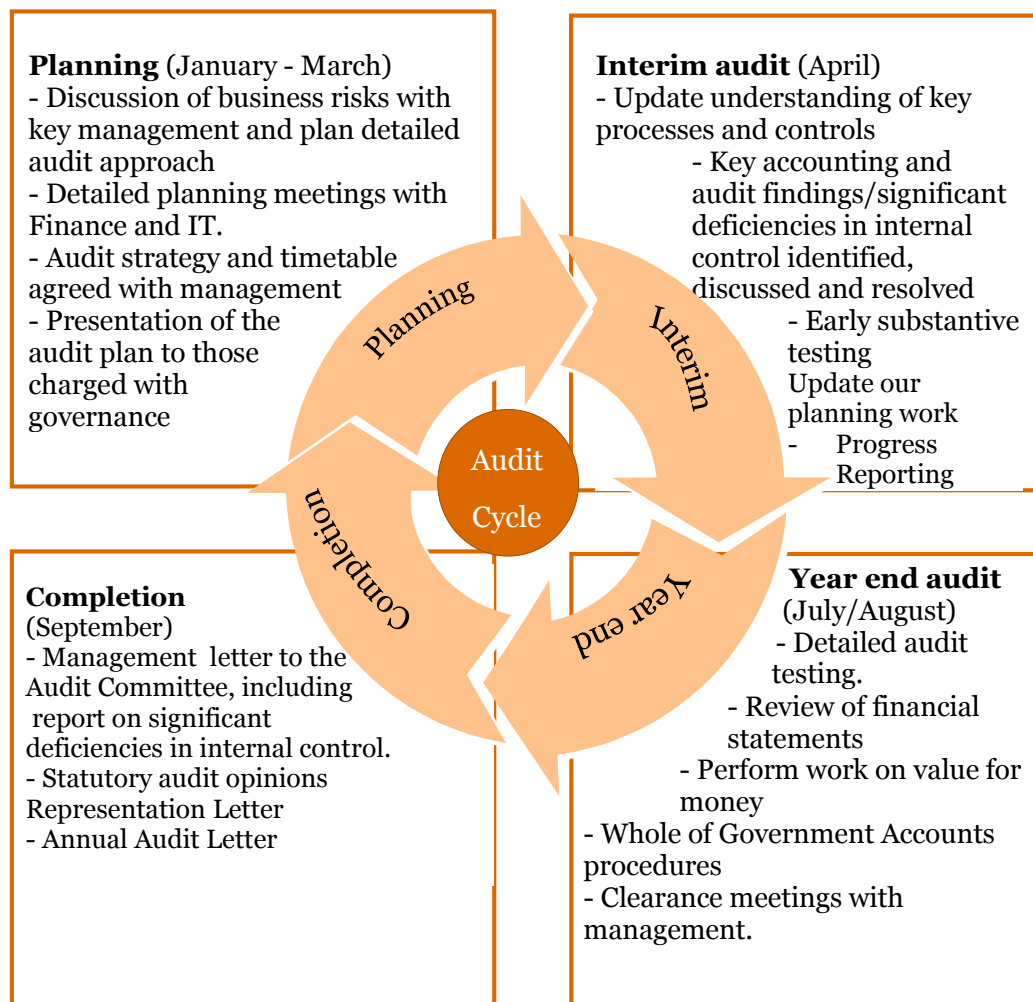 Planning (January - March)
- Discussion of business risks with
key management and plan detailed
audit approach
- Detailed planning meetings with
Finance and IT.
- Audit strategy and timetable
agreed with management
- Presentation of the
audit plan to those
charged with
governance
Interim audit (April)
- Update understanding of key
processes and controls
- Key accounting and
audit findings/significant
deficiencies in internal
control identified,
discussed and resolved
- Early substantive
testing
Update our
planning work
- Progress
Reporting
Planning
Interim
Year end
Completion
Audit
Cycle
Completion
(September)
- Management letter to the
Audit Committee, including
report on significant
deficiencies in internal control.
- Statutory audit opinions
Representation Letter
- Annual Audit Letter
Year end audit
(July/August)
- Detailed audit
testing.
- Review of financial
statements
- Perform work on value for
money
- Whole of Government Accounts
procedures
- Clearance meetings with
management.